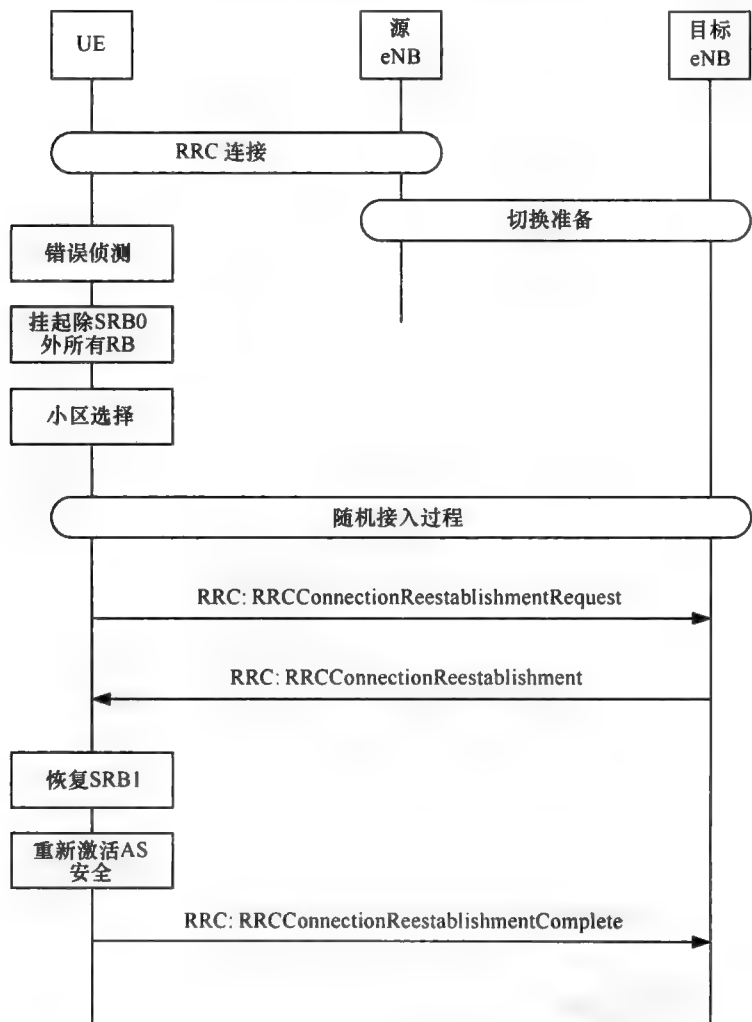 UE
源
eNB
目标
eNB
RRC 连接
切换准备
错误侦测
挂起除SRB0
外所有RB
小区选择
随机接入过程
RRC: RRCConnectionReestablishmentRequest
RRC: RRCConnectionReestablishment
恢复SRB1
重新激活AS
安全
RRC: RRCConnectionReestablishmentComplete